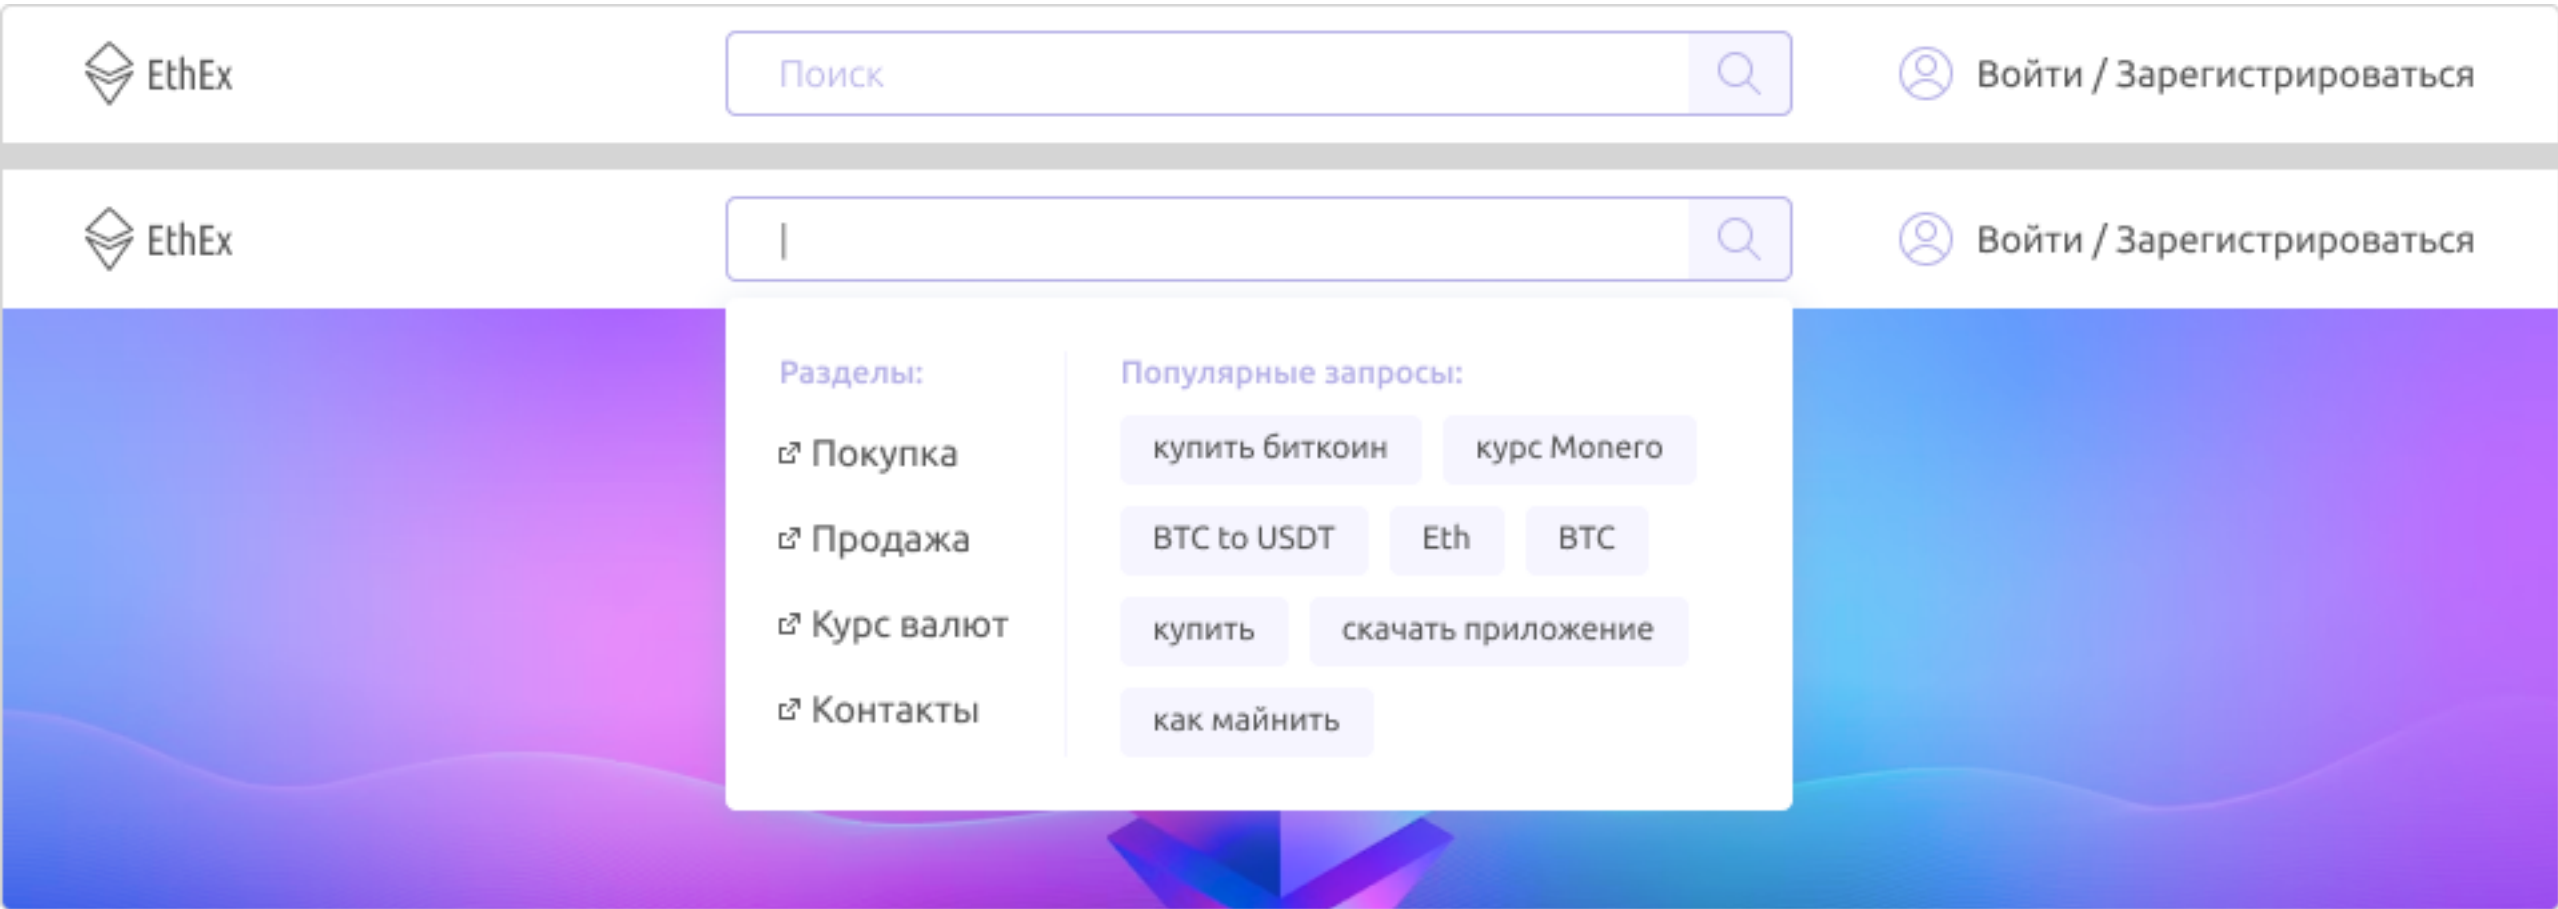 EthEx
Поиск
Войти / Зарегистрироваться
EthEx
Войти / Зарегистрироваться
Разделы:
Покупка
Продажа
Курс валют
Контакты
Популярные запросы:
купить биткоин курс Monero
BTC to USDT Eth BTC
купить скачать приложение
как майнить